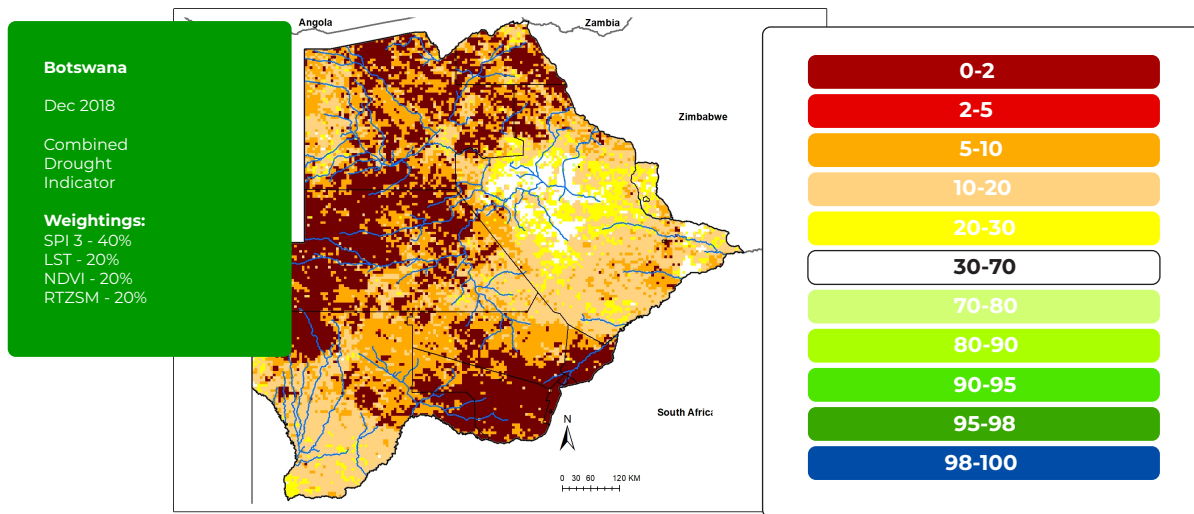 Botswana
Dec 2018
Combined
Drought
Indicator
Weightings:
SPI 3 - 40%
LST - 20%
NDVI - 20%
RTZSM - 20%
Angola
Zambia
Zimbabwe
South Africa
N
0 30 60 120 KM
0-2
2-5
5-10
10-20
20-30
30-70
70-80
80-90
90-95
95-98
98-100